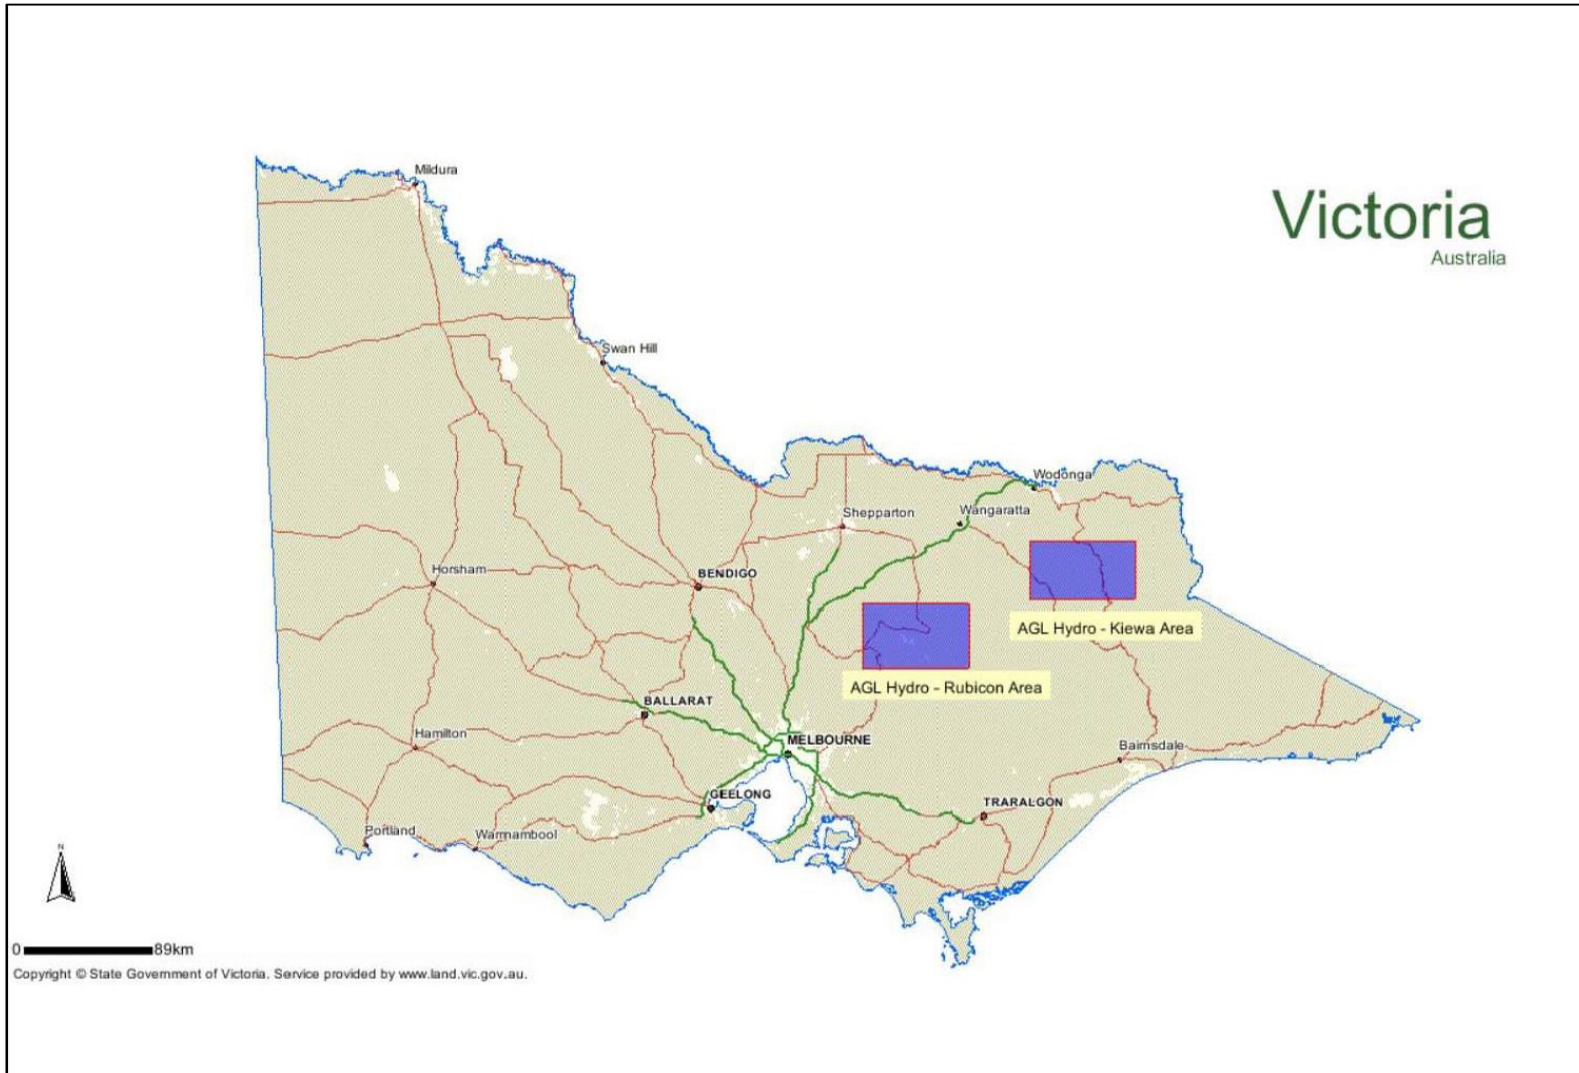 Mildura
Victoria
Australia
Swan Hill
Wodonga
Shepparton
Wangaratta
Horsham
BENDIGO
AGL Hydro - Kiewa Area
AGL Hydro - Rubicon Area
BALLARAT
Hamilton
MELBOURNE
Bairnsdale
GEELONG
TRARALGON
Portland
Warrnambool
N
0 89km
Copyright © State Government of Victoria. Service provided by www.land.vic.gov.au.